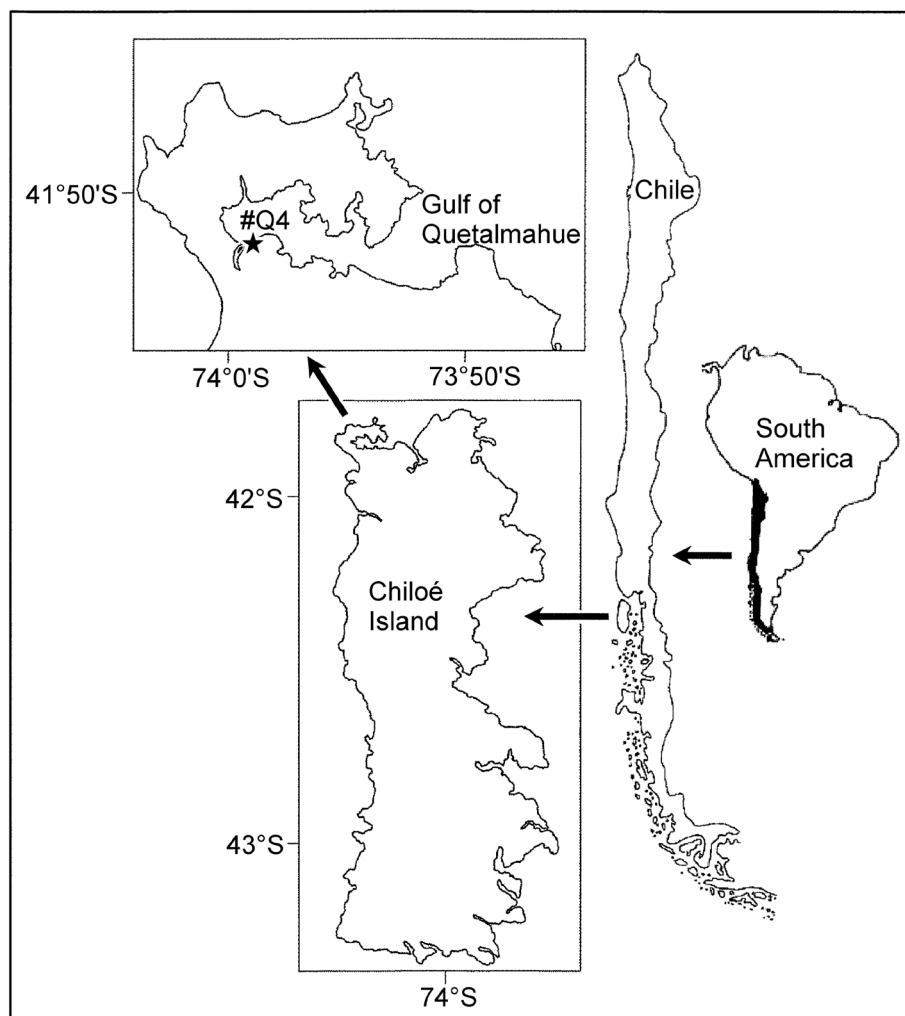 41°50'S
#Q4
Gulf of
Quetalmahue
74°0'S
73°50'S
Chile
South
America
42°S
Chiloé
Island
43°S
74°S